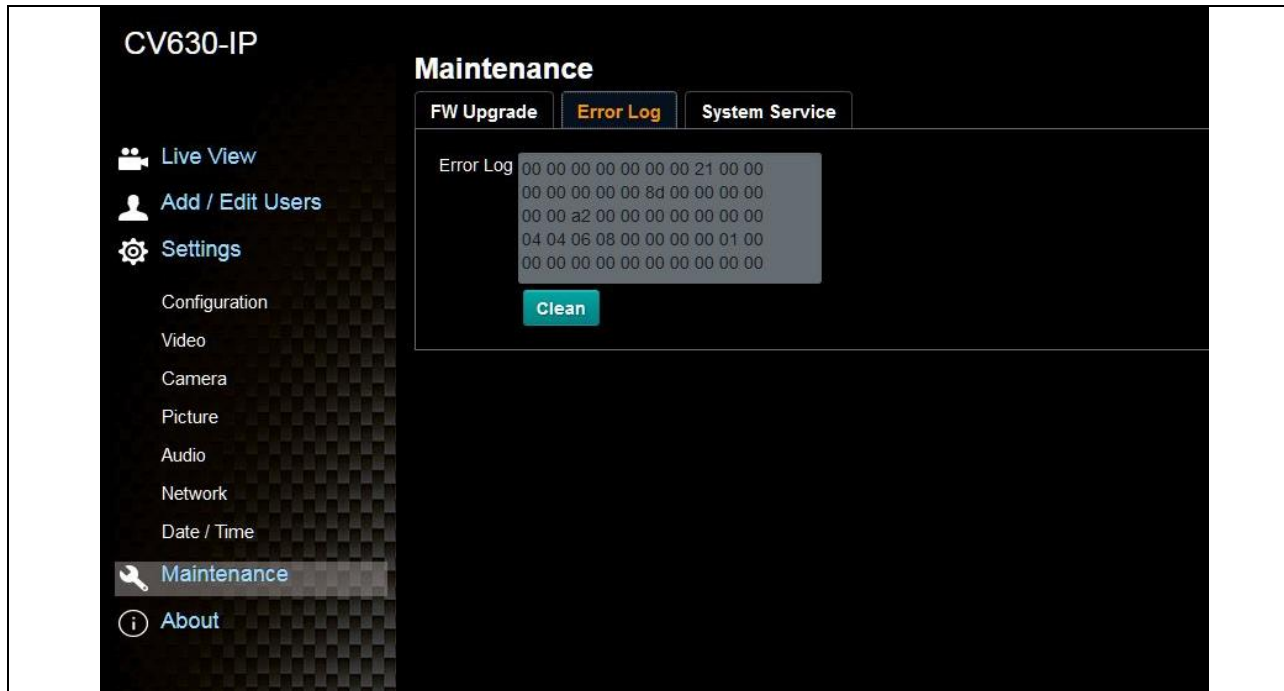 CV630-IP
Live View
Add / Edit Users
Settings
Configuration
Video
Camera
Picture
Audio
Network
Date / Time
Maintenance
About
Maintenance
FW Upgrade Error Log System Service
Error Log 00 00 00 00 00 00 00 21 00 00
00 00 00 00 00 8d 00 00 00 00
00 00 a2 00 00 00 00 00 00 00
04 04 06 08 00 00 00 00 01 00
00 00 00 00 00 00 00 00 00 00
Clean